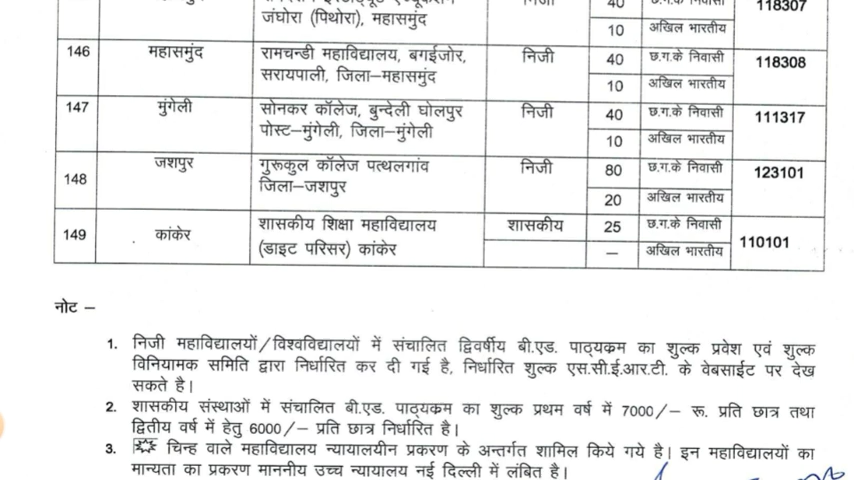 जंघोरा (पिथोरा), महासमुंद
निजी
40
छ.ग.के निवासी
118307
10
अखिल भारतीय
146
महासमुंद
रामचन्डी महाविद्यालय, बगईजोर,
सरायपाली, जिला–महासमुंद
निजी
40
छ.ग.के निवासी
118308
10
अखिल भारतीय
147
मुंगेली
सोनकर कॉलेज, बुन्देली घोलपुर
पोस्ट–मुंगेली, जिला–मुंगेली
निजी
40
छ.ग.के निवासी
111317
10
अखिल भारतीय
148
जशपुर
गुरूकुल कॉलेज पत्थलगांव
जिला–जशपुर
निजी
80
छ.ग.के निवासी
123101
20
अखिल भारतीय
149
कांकेर
शासकीय शिक्षा महाविद्यालय
(डाइट परिसर) कांकेर
शासकीय
25
छ.ग.के निवासी
110101
–
अखिल भारतीय
नोट –
1. निजी महाविद्यालयों/विश्वविद्यालयों में संचालित द्विवर्षीय बी.एड. पाठ्यकम का शुल्क प्रवेश एवं शुल्क
विनियामक समिति द्वारा निर्धारित कर दी गई है, निर्धारित शुल्क एस.सी.ई.आर.टी. के वेबसाईट पर देख
सकते है।
2. शासकीय संस्थाओं में संचालित बी.एड. पाठ्यकम का शुल्क प्रथम वर्ष में 7000/– रू. प्रति छात्र तथा
द्वितीय वर्ष में हेतु 6000/– प्रति छात्र निर्धारित है।
3. चिन्ह वाले महाविद्यालय न्यायालयीन प्रकरण के अन्तर्गत शामिल किये गये है। इन महाविद्यालयों का
मान्यता का प्रकरण माननीय उच्च न्यायालय नई दिल्ली में लंबित है।